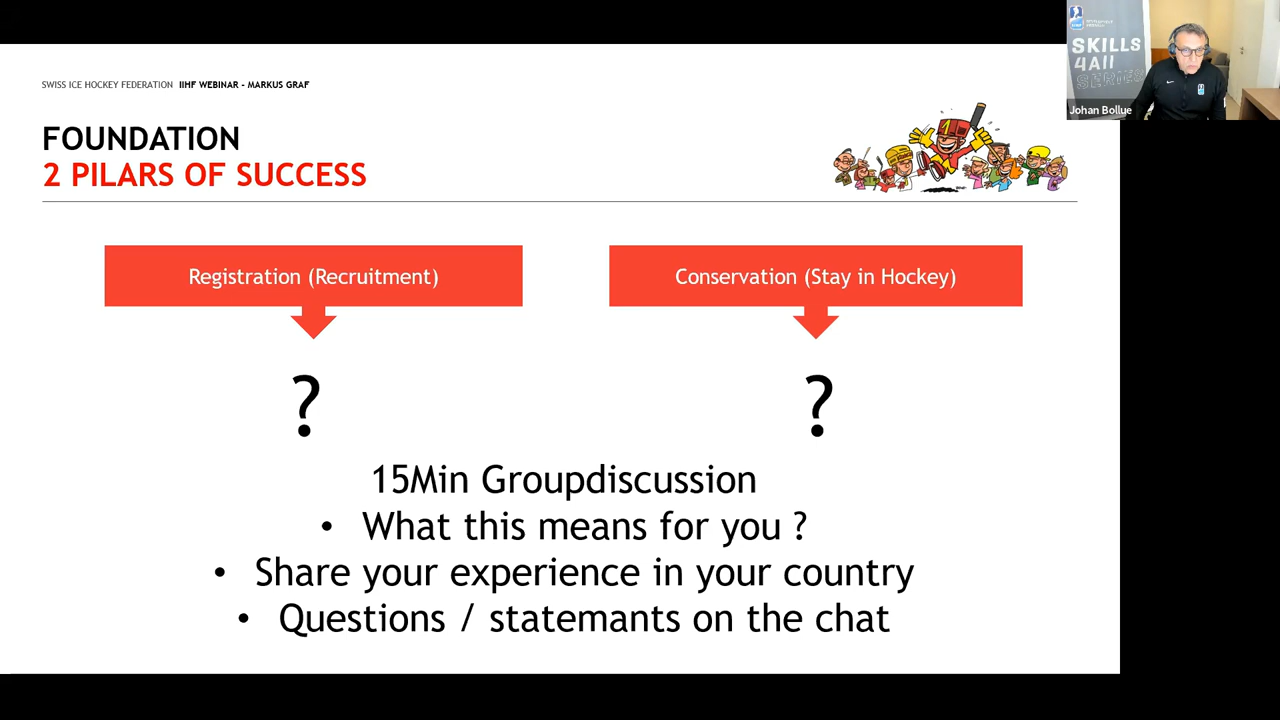 SWISS ICE HOCKEY FEDERATION IIHF WEBINAR - MARKUS GRAF
FOUNDATION
2 PILARS OF SUCCESS
Registration (Recruitment)
Conservation (Stay in Hockey)
?
?
15Min Groupdiscussion
• What this means for you ?
• Share your experience in your country
• Questions / statemants on the chat
SKILLS
4All
SERIES
Johan Bollue